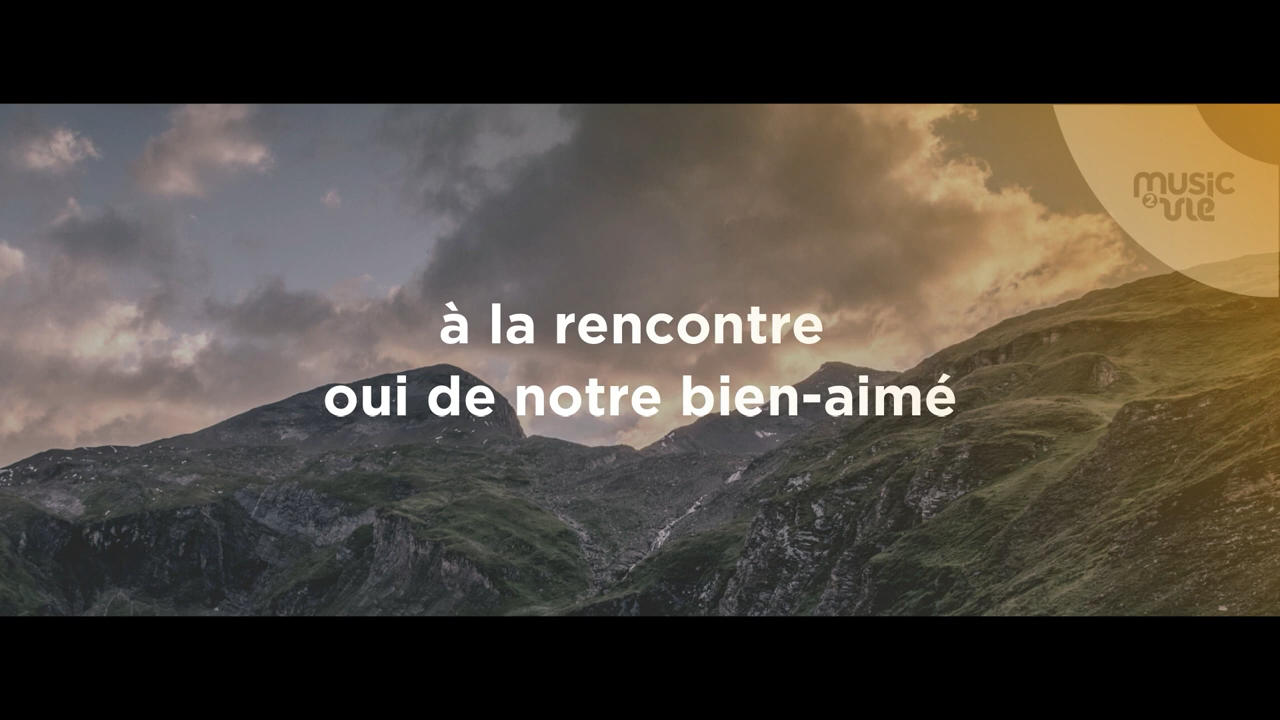 music
2 vie
à la rencontre
oui de notre bien-aimé